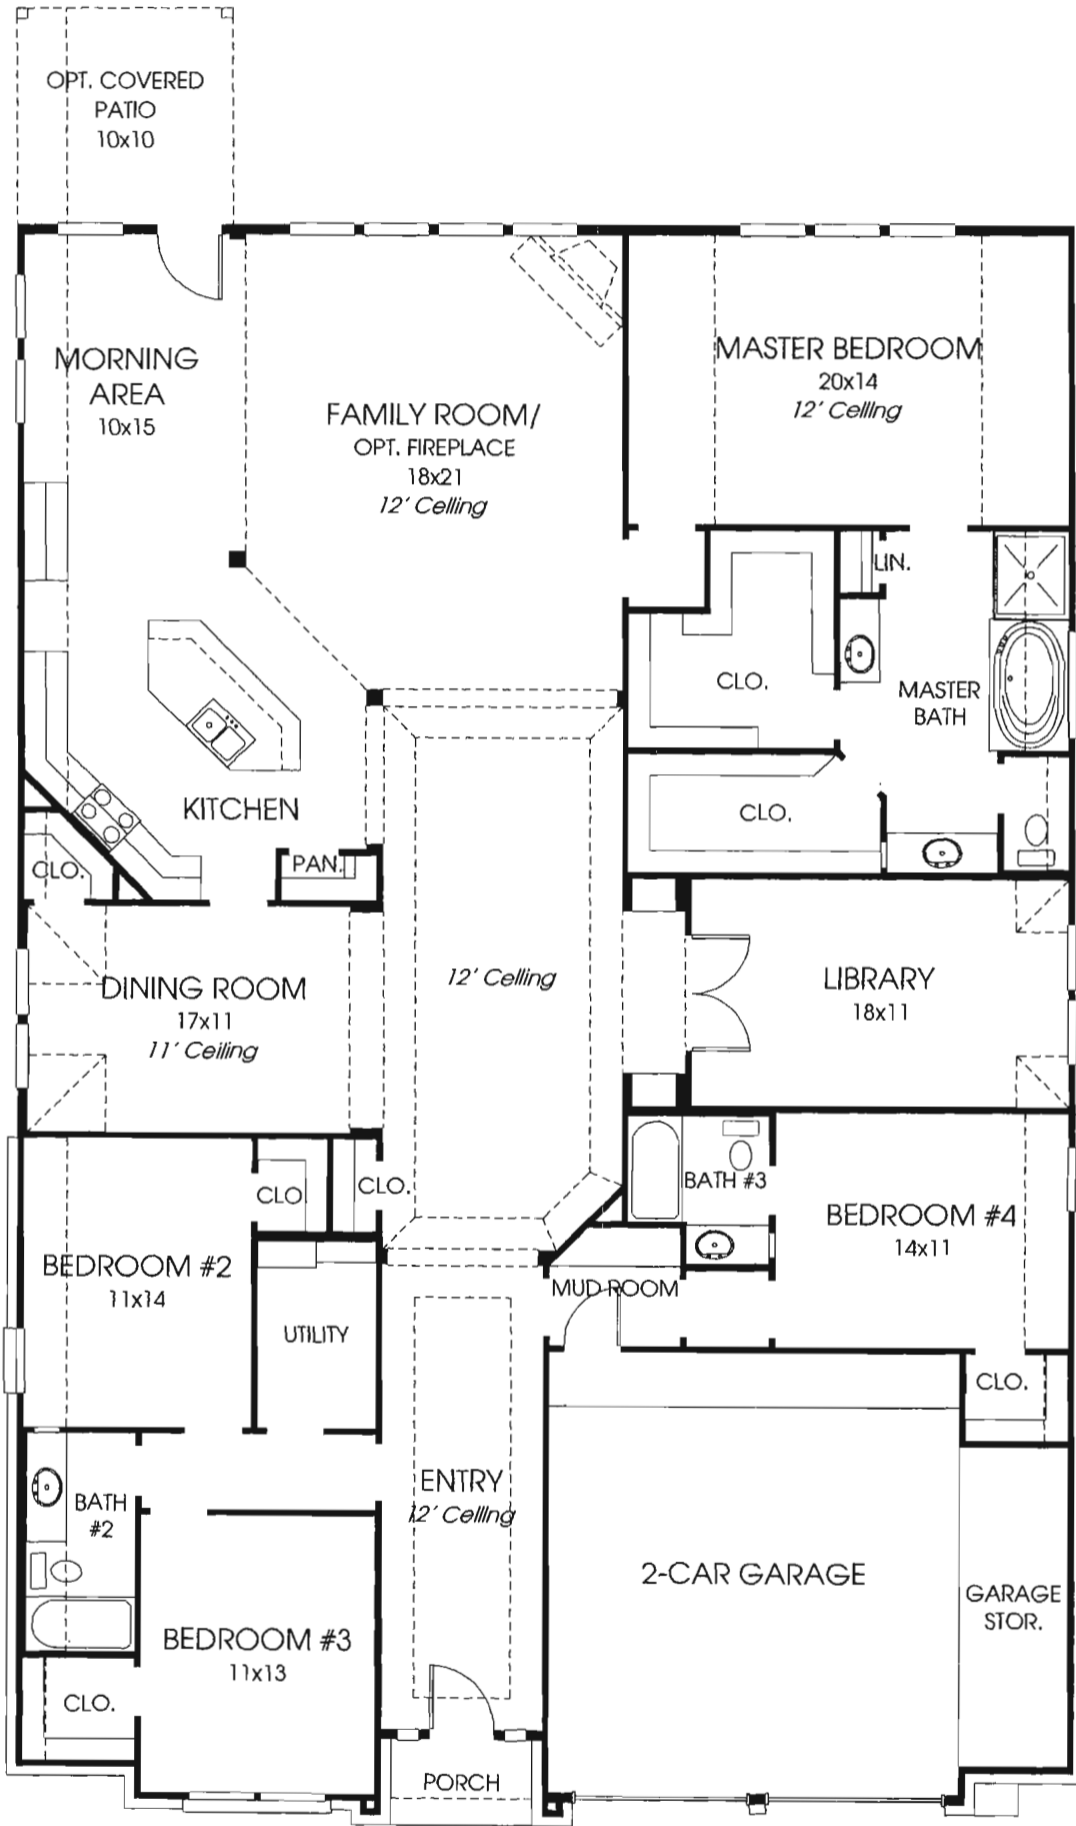 OPT. COVERED
PATIO
10x10
MORNING
AREA
10x15
FAMILY ROOM/
OPT. FIREPLACE
18x21
12' Ceiling
MASTER BEDROOM
20x14
12' Ceiling
LIN.
CLO.
MASTER
BATH
CLO.
KITCHEN
PAN.
CLO.
DINING ROOM
17x11
11' Ceiling
12' Ceiling
LIBRARY
18x11
BATH #3
BEDROOM #4
14x11
CLO
CLO.
BEDROOM #2
11x14
UTILITY
MUD ROOM
CLO.
ENTRY
12' Ceiling
BATH
#2
2-CAR GARAGE
GARAGE
STOR.
BEDROOM #3
11x13
CLO.
PORCH